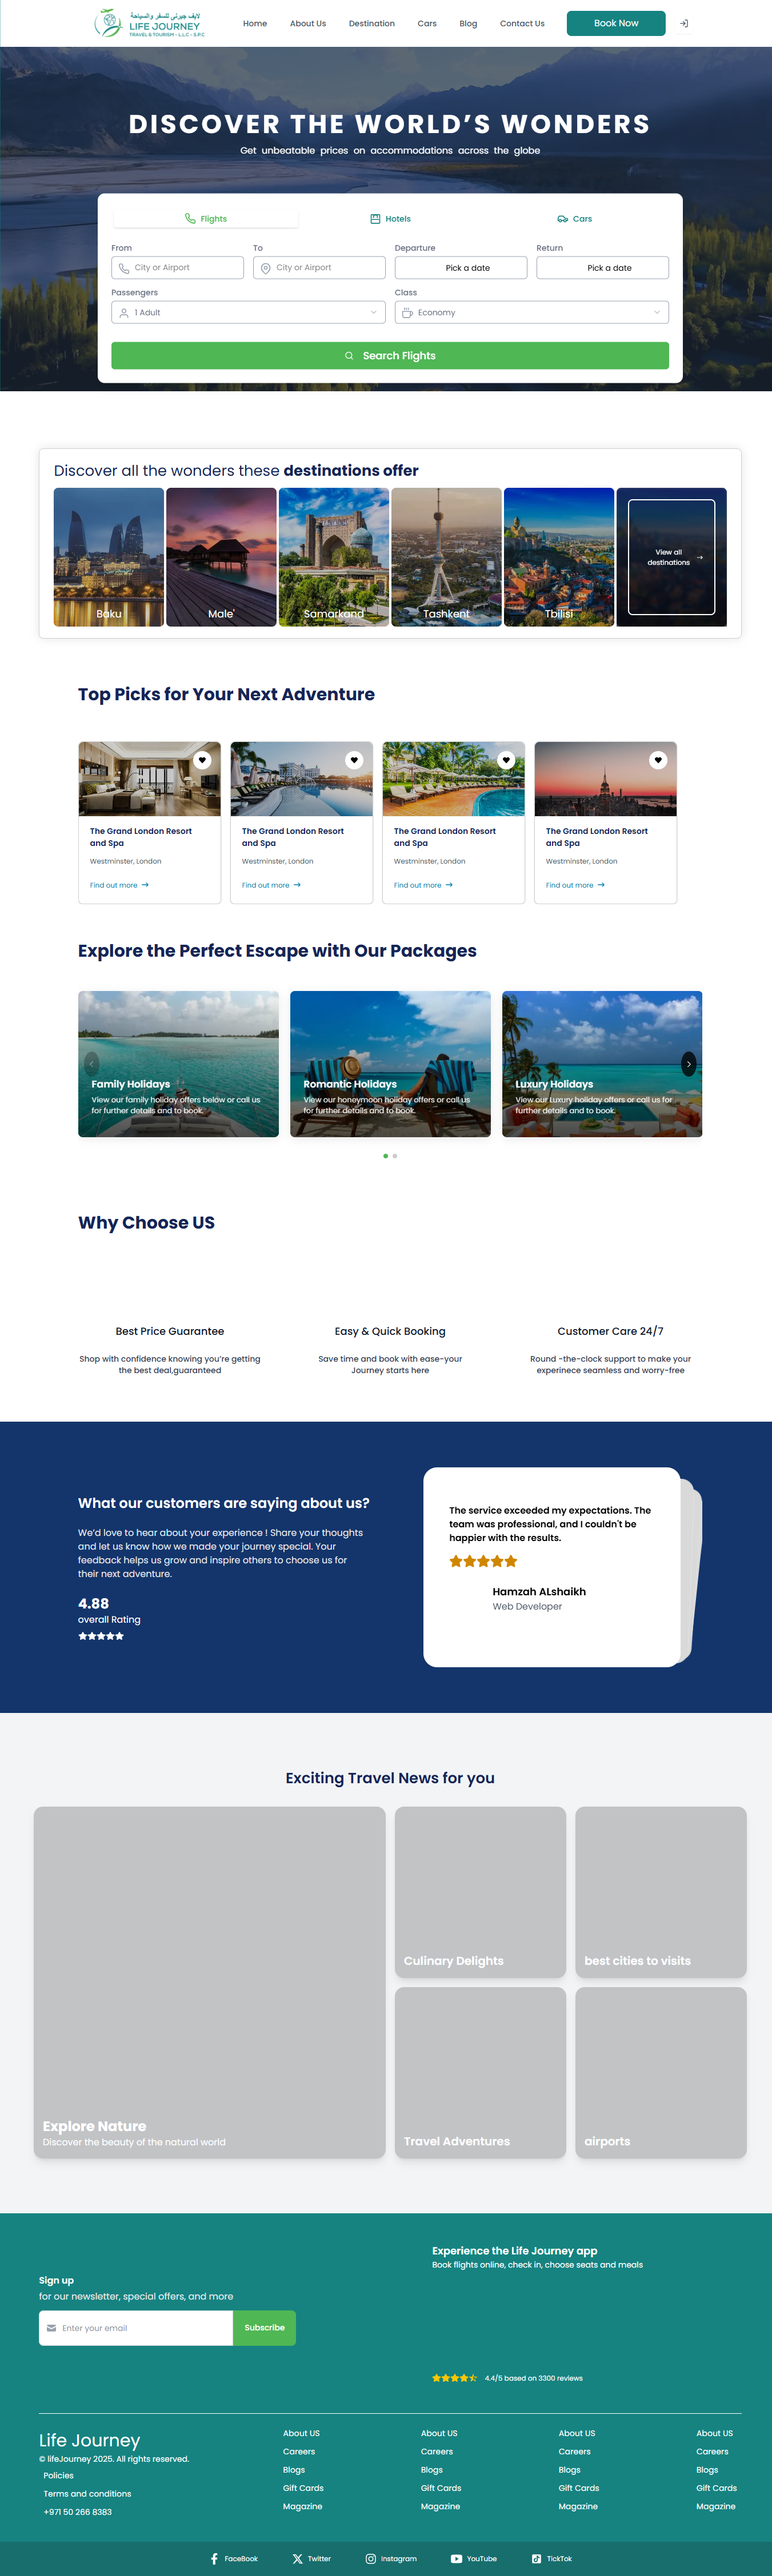 لايف جيرني للسفر والسياحة
LIFE JOURNEY
TRAVEL & TOURISM - L.L.C - S.P.C
Home
About Us
Destination
Cars
Blog
Contact Us
Book Now
DISCOVER THE WORLD’S WONDERS
Get unbeatable prices on accommodations across the globe
Flights
Hotels
Cars
From
To
Departure
Return
City or Airport
City or Airport
Pick a date
Pick a date
Passengers
Class
1 Adult
Economy
Search Flights
Discover all the wonders these destinations offer
Baku
Male'
Samarkand
Tashkent
Tbilisi
View all
destinations
Top Picks for Your Next Adventure
The Grand London Resort
and Spa
Westminster, London
Find out more
The Grand London Resort
and Spa
Westminster, London
Find out more
The Grand London Resort
and Spa
Westminster, London
Find out more
The Grand London Resort
and Spa
Westminster, London
Find out more
Explore the Perfect Escape with Our Packages
Family Holidays
View our family holiday offers below or call us
for further details and to book.
Romantic Holidays
View our honeymoon holiday offers or call us
for further details and to book.
Luxury Holidays
View our Luxury holiday offers or call us for
further details and to book.
Why Choose US
Best Price Guarantee
Shop with confidence knowing you’re getting
the best deal,guaranteed
Easy & Quick Booking
Save time and book with ease-your
Journey starts here
Customer Care 24/7
Round -the-clock support to make your
experinece seamless and worry-free
What our customers are saying about us?
We’d love to hear about your experience ! Share your thoughts
and let us know how we made your journey special. Your
feedback helps us grow and inspire others to choose us for
their next adventure.
4.88
overall Rating
The service exceeded my expectations. The
team was professional, and I couldn't be
happier with the results.
Hamzah ALshaikh
Web Developer
Exciting Travel News for you
Explore Nature
Discover the beauty of the natural world
Culinary Delights
best cities to visits
Travel Adventures
airports
Sign up
for our newsletter, special offers, and more
Enter your email
Subscribe
Experience the Life Journey app
Book flights online, check in, choose seats and meals
4.4/5 based on 3300 reviews
Life Journey
© lifeJourney 2025. All rights reserved.
Policies
Terms and conditions
+971 50 266 8383
About US
Careers
Blogs
Gift Cards
Magazine
About US
Careers
Blogs
Gift Cards
Magazine
About US
Careers
Blogs
Gift Cards
Magazine
About US
Careers
Blogs
Gift Cards
Magazine
FaceBook
Twitter
Instagram
YouTube
TickTok